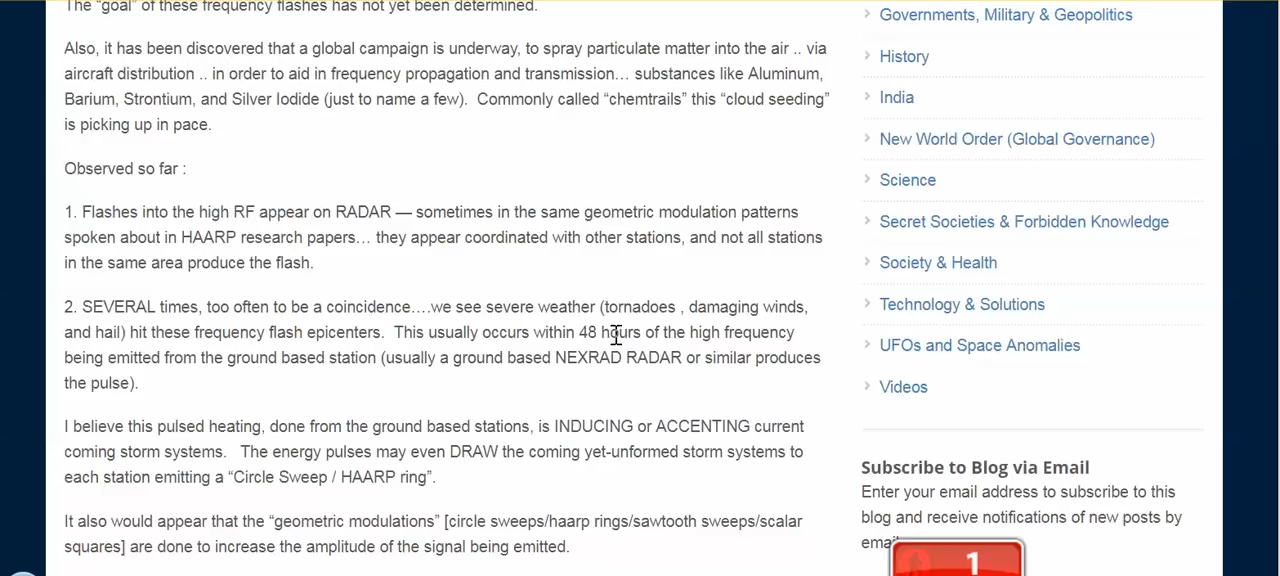 The “goal” of these frequency flashes has not yet been determined.
Also, it has been discovered that a global campaign is underway, to spray particulate matter into the air .. via
aircraft distribution .. in order to aid in frequency propagation and transmission… substances like Aluminum,
Barium, Strontium, and Silver Iodide (just to name a few).  Commonly called “chemtrails” this “cloud seeding”
is picking up in pace.
Observed so far :
1. Flashes into the high RF appear on RADAR — sometimes in the same geometric modulation patterns
spoken about in HAARP research papers… they appear coordinated with other stations, and not all stations
in the same area produce the flash.
2. SEVERAL times, too often to be a coincidence….we see severe weather (tornadoes , damaging winds,
and hail) hit these frequency flash epicenters.  This usually occurs within 48 hours of the high frequency
being emitted from the ground based station (usually a ground based NEXRAD RADAR or similar produces
the pulse).
I believe this pulsed heating, done from the ground based stations, is INDUCING or ACCENTING current
coming storm systems.   The energy pulses may even DRAW the coming yet-unformed storm systems to
each station emitting a “Circle Sweep / HAARP ring”.
It also would appear that the “geometric modulations” [circle sweeps/haarp rings/sawtooth sweeps/scalar
squares] are done to increase the amplitude of the signal being emitted.
Governments, Military & Geopolitics
History
India
New World Order (Global Governance)
Science
Secret Societies & Forbidden Knowledge
Society & Health
Technology & Solutions
UFOs and Space Anomalies
Videos
Subscribe to Blog via Email
Enter your email address to subscribe to this
blog and receive notifications of new posts by
email
1